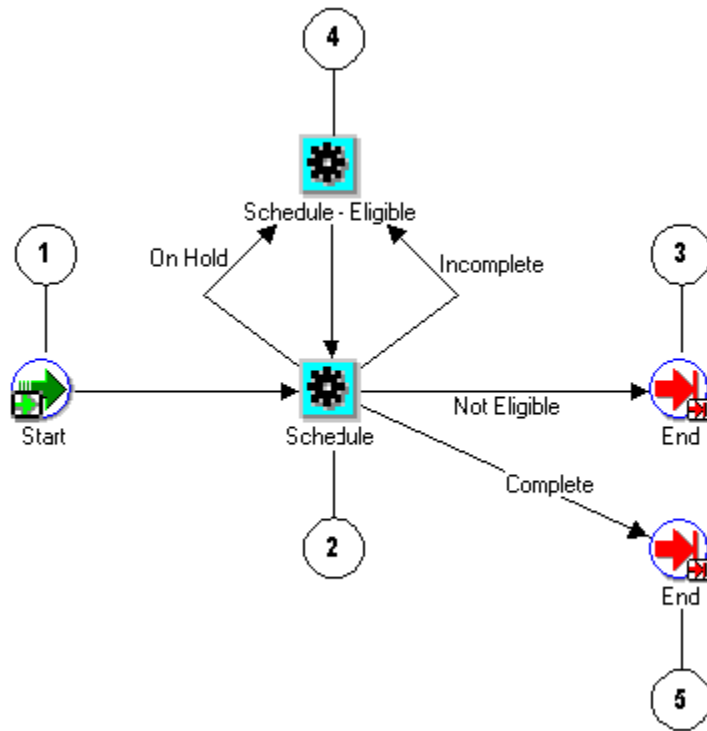 4
Schedule - Eligible
1
On Hold
Incomplete
3
Start
Schedule
Not Eligible
End
Complete
2
End
5